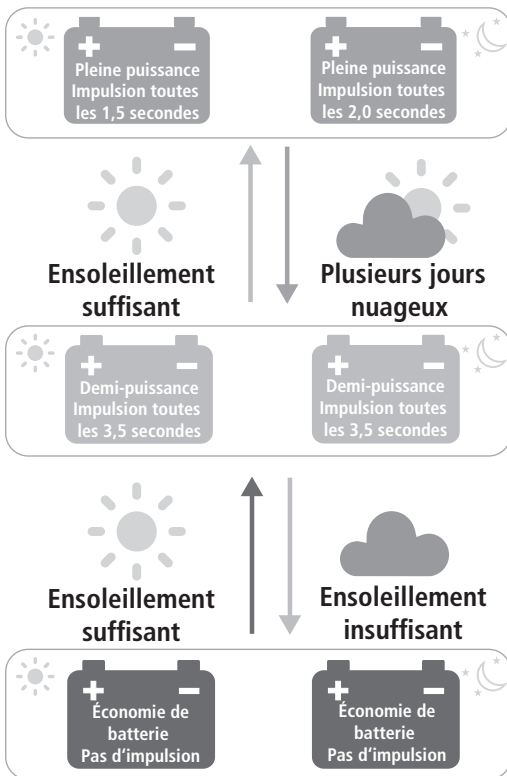 Pleine puissance
Impulsion toutes
les 1,5 secondes
Pleine puissance
Impulsion toutes
les 2,0 secondes
Ensoleillement
suffisant
Plusieurs jours
nuageux
Demi-puissance
Impulsion toutes
les 3,5 secondes
Demi-puissance
Impulsion toutes
les 3,5 secondes
Ensoleillement
suffisant
Ensoleillement
insuffisant
Économie de
batterie
Pas d'impulsion
Économie de
batterie
Pas d'impulsion